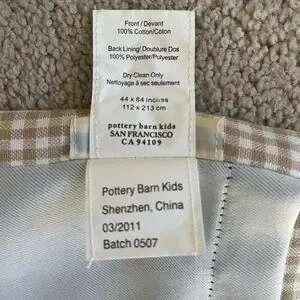 Front / Devant
100% Cotton/Coton
Back Lining/ Doublure Dos
100% Polyester/Polyester
Dry Clean Only
Nettoyage à sec seulement
44 x 84 inches
112 x 213 cm
pottery barn kids
SAN FRANCISCO
CA 94109
Pottery Barn Kids
Shenzhen, China
03/2011
Batch 0507